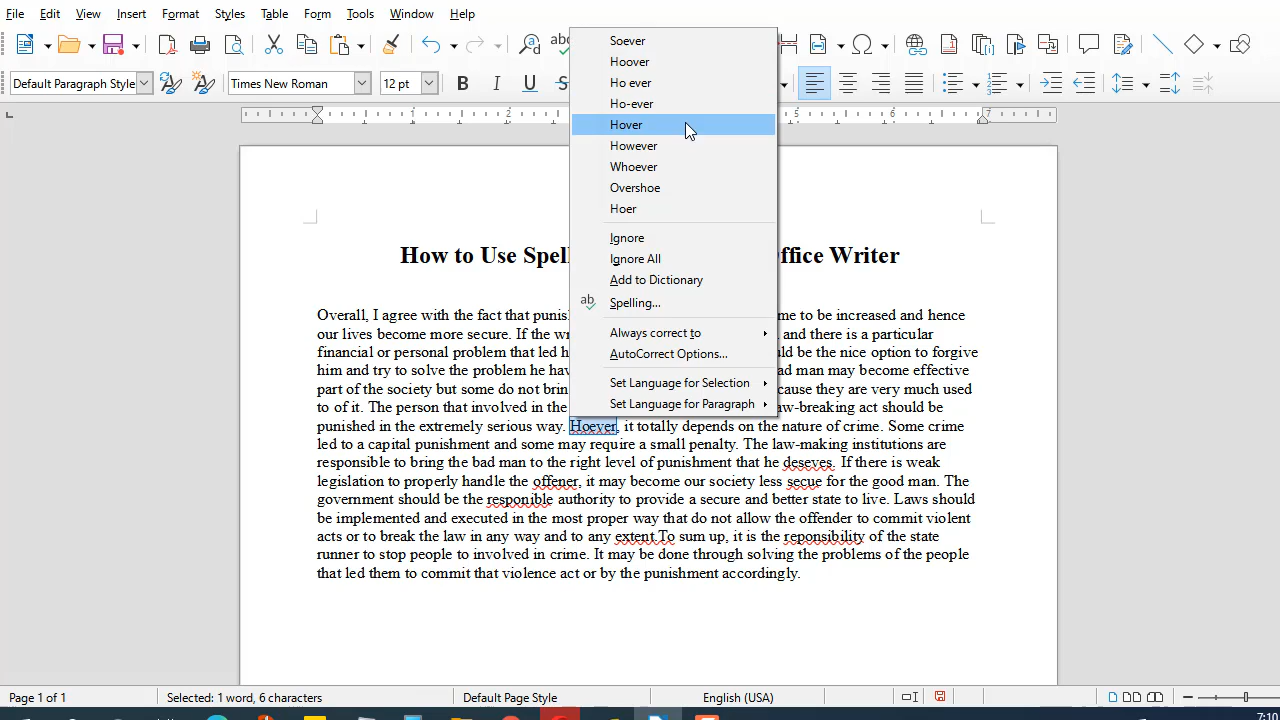 File Edit View Insert Format Styles Table Form Tools Window Help
Default Paragraph Style Times New Roman 12 pt
Soever
Hoover
Ho ever
Ho-ever
Hover
However
Whoever
Overshoe
Hoer
Ignore
Ignore All
Add to Dictionary
Spelling...
Always correct to
AutoCorrect Options...
Set Language for Selection
Set Language for Paragraph
2 5 6 7
How to Use Spell ffice Writer
Overall, I agree with the fact that punis me to be increased and hence
our lives become more secure. If the w and there is a particular
financial or personal problem that led h ld be the nice option to forgive
him and try to solve the problem he hav ad man may become effective
part of the society but some do not brin cause they are very much used
to of it. The person that involved in the aw-breaking act should be
punished in the extremely serious way. Hoever, it totally depends on the nature of crime. Some crime
led to a capital punishment and some may require a small penalty. The law-making institutions are
responsible to bring the bad man to the right level of punishment that he deseves. If there is weak
legislation to properly handle the offener, it may become our society less secue for the good man. The
government should be the responible authority to provide a secure and better state to live. Laws should
be implemented and executed in the most proper way that do not allow the offender to commit violent
acts or to break the law in any way and to any extent.To sum up, it is the reponsibility of the state
runner to stop people to involved in crime. It may be done through solving the problems of the people
that led them to commit that violence act or by the punishment accordingly.
Page 1 of 1 Selected: 1 word, 6 characters Default Page Style English (USA)
7:10